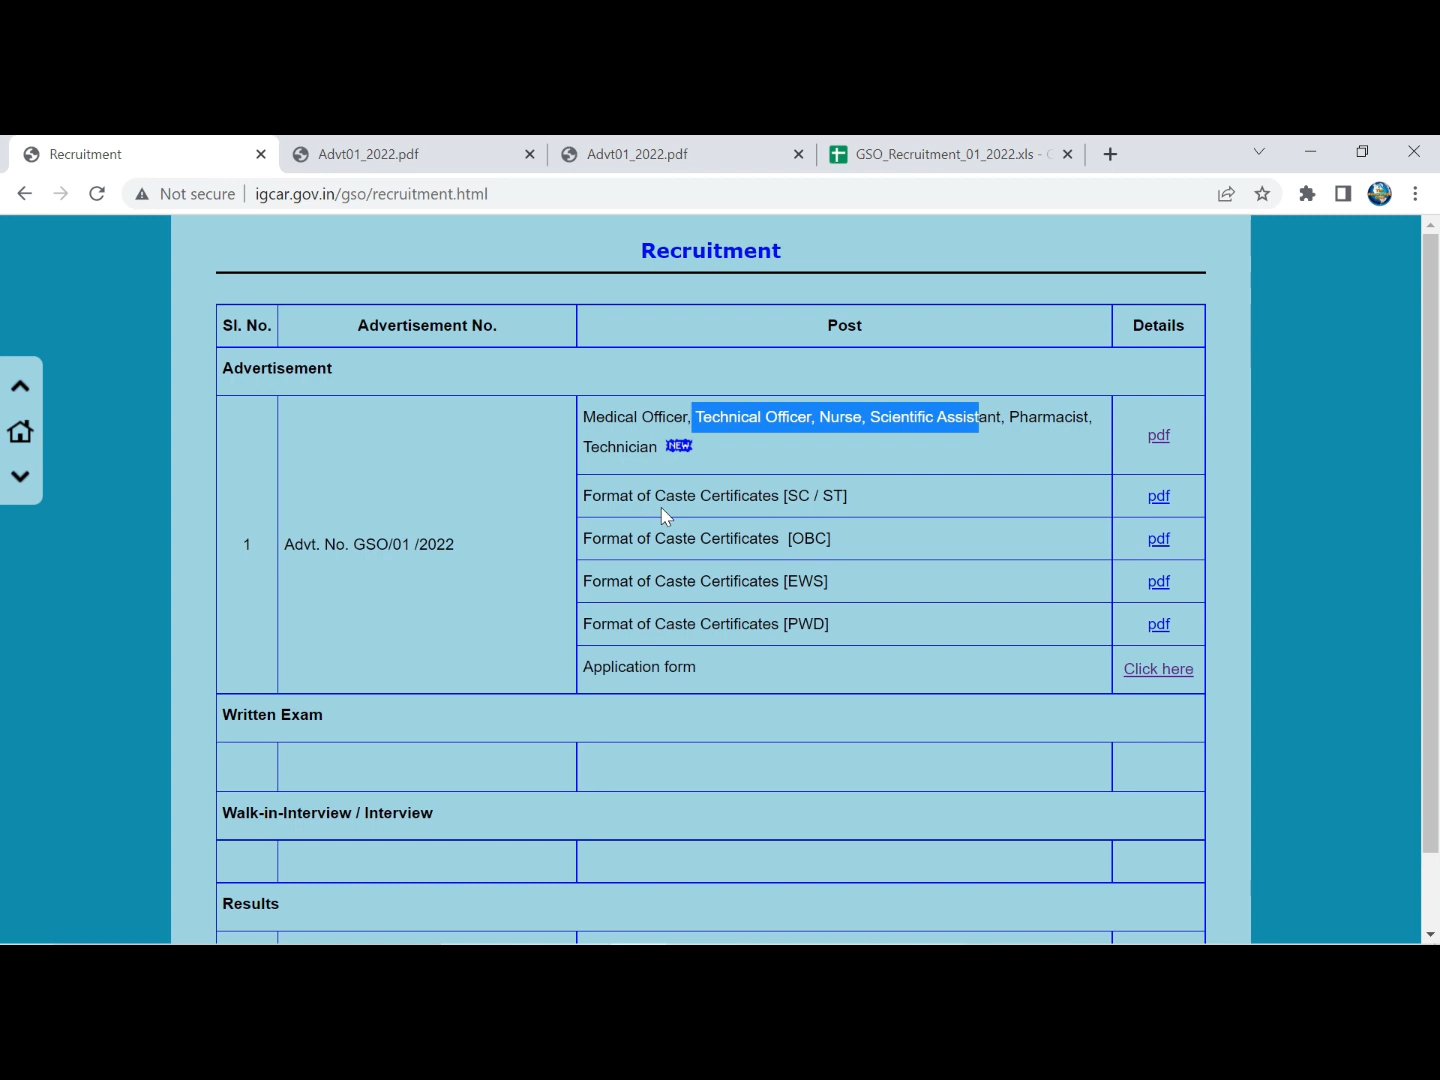 Recruitment
Advt01_2022.pdf
Advt01_2022.pdf
GSO_Recruitment_01_2022.xls -
Not secure
igcar.gov.in/gso/recruitment.html
Recruitment
Sl. No.
Advertisement No.
Post
Details
Advertisement
1
Advt. No. GSO/01 /2022
Medical Officer, Technical Officer, Nurse, Scientific Assistant, Pharmacist,
Technician NEW
pdf
Format of Caste Certificates [SC / ST]
pdf
Format of Caste Certificates [OBC]
pdf
Format of Caste Certificates [EWS]
pdf
Format of Caste Certificates [PWD]
pdf
Application form
Click here
Written Exam
Walk-in-Interview / Interview
Results